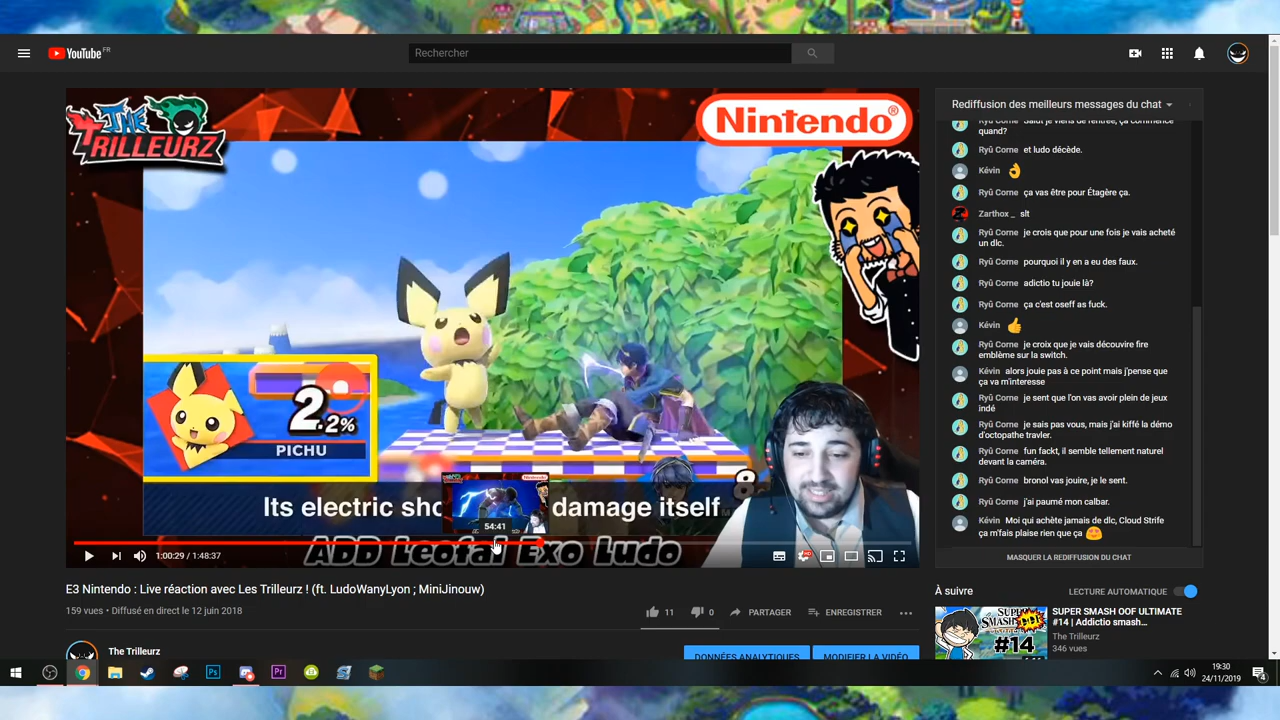 YouTube FR
Rechercher
THE TRILLEURZ
Nintendo®
2.2%
PICHU
8
Its electric sho damage itself
54:41
ADD Leofal Exo Ludo
1:00:29 / 1:48:37
HD
E3 Nintendo : Live réaction avec Les Trilleurz ! (ft. LudoWanyLyon ; MiniJinouw)
159 vues • Diffusé en direct le 12 juin 2018
11
0
PARTAGER
ENREGISTRER
The Trilleurz
DONNÉES ANALYTIQUES
MODIFIER LA VIDÉO
Rediffusion des meilleurs messages du chat
Ryû Corne Salut je viens de rentré, ça commence
quand?
Ryû Corne et ludo décède.
Kévin
Ryû Corne ça vas être pour Étagère ça.
Zarthox _ slt
Ryû Corne je crois que pour une fois je vais acheté
un dlc.
Ryû Corne pourquoi il y en a eu des faux.
Ryû Corne adictio tu jouie là?
Ryû Corne ça c'est oseff as fuck.
Kévin
Ryû Corne je croix que je vais découvire fire
emblème sur la switch.
Kévin alors jouie pas à ce point mais j'pense que
ça va m'interesse
Ryû Corne je sent que l'on vas avoir plein de jeux
indé
Ryû Corne je sais pas vous, mais j'ai kiffé la démo
d'octopathe travler.
Ryû Corne fun fackt, il semble tellement naturel
devant la caméra.
Ryû Corne bronol vas jouire, je le sent.
Ryû Corne j'ai paumé mon calbar.
Kévin Moi qui achète jamais de dlc, Cloud Strife
ça m'fais plaise rien que ça
MASQUER LA REDIFFUSION DU CHAT
À suivre
LECTURE AUTOMATIQUE
SUPER SMASH OOF ULTIMATE
#14 | Addictio smash...
The Trilleurz
346 vues
SUPER
SMASH
#14
Ps
Pr
19:30
24/11/2019
4